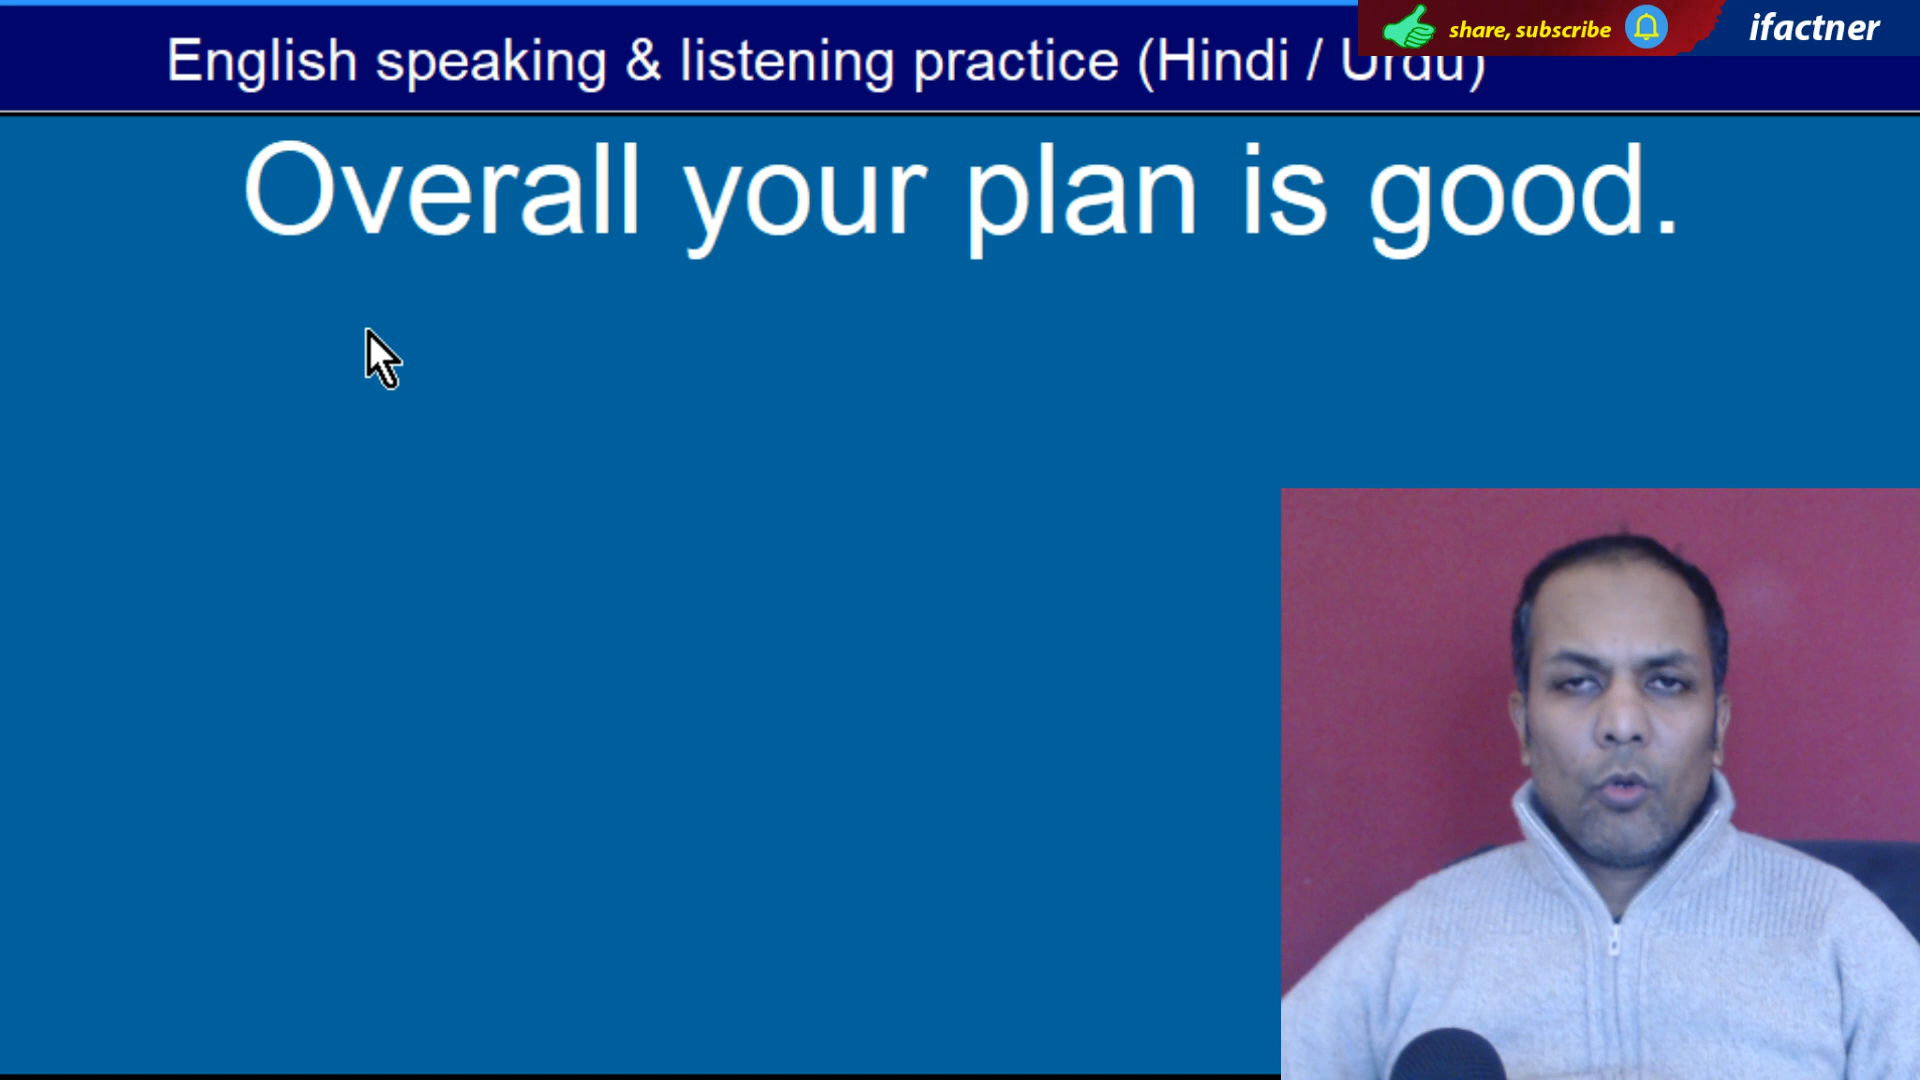 share, subscribe
ifactner
English speaking & listening practice (Hindi / Urdu)
Overall your plan is good.